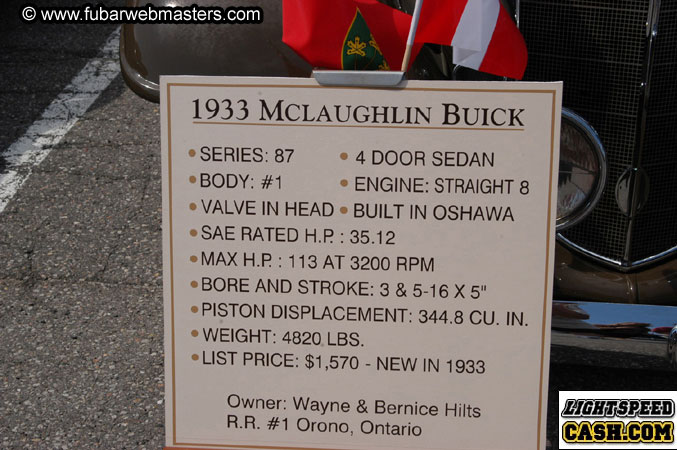 © www.fubarwebmasters.com
1933 MCLAUGHLIN BUICK
• SERIES: 87 • 4 DOOR SEDAN
• BODY: #1 • ENGINE: STRAIGHT 8
• VALVE IN HEAD • BUILT IN OSHAWA
• SAE RATED H.P. : 35.12
• MAX H.P. : 113 AT 3200 RPM
• BORE AND STROKE: 3 & 5-16 X 5"
• PISTON DISPLACEMENT: 344.8 CU. IN.
• WEIGHT: 4820 LBS.
• LIST PRICE: $1,570 - NEW IN 1933
Owner: Wayne & Bernice Hilts
R.R. #1 Orono, Ontario
LIGHTSPEED
CASH.COM